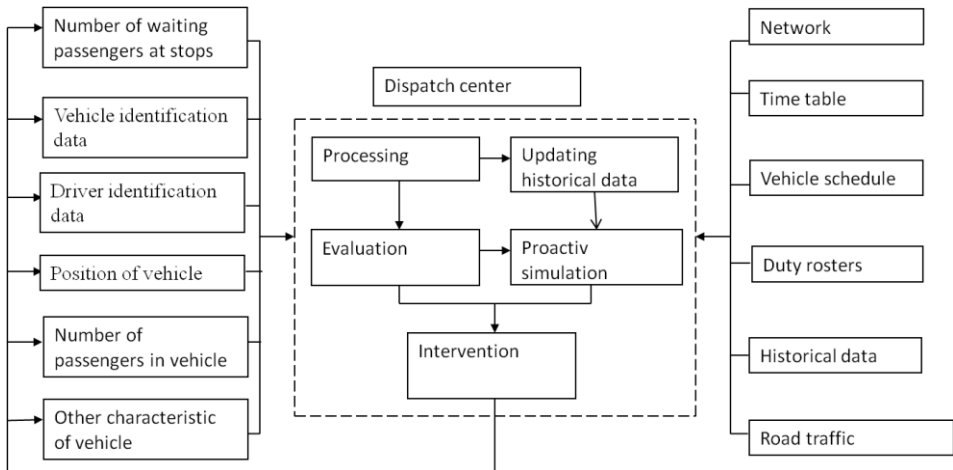 Number of waiting
passengers at stops
Vehicle identification
data
Driver identification
data
Position of vehicle
Number of
passengers in vehicle
Other characteristic
of vehicle
Dispatch center
Processing
Updating
historical data
Evaluation
Proactiv
simulation
Intervention
Network
Time table
Vehicle schedule
Duty rosters
Historical data
Road traffic